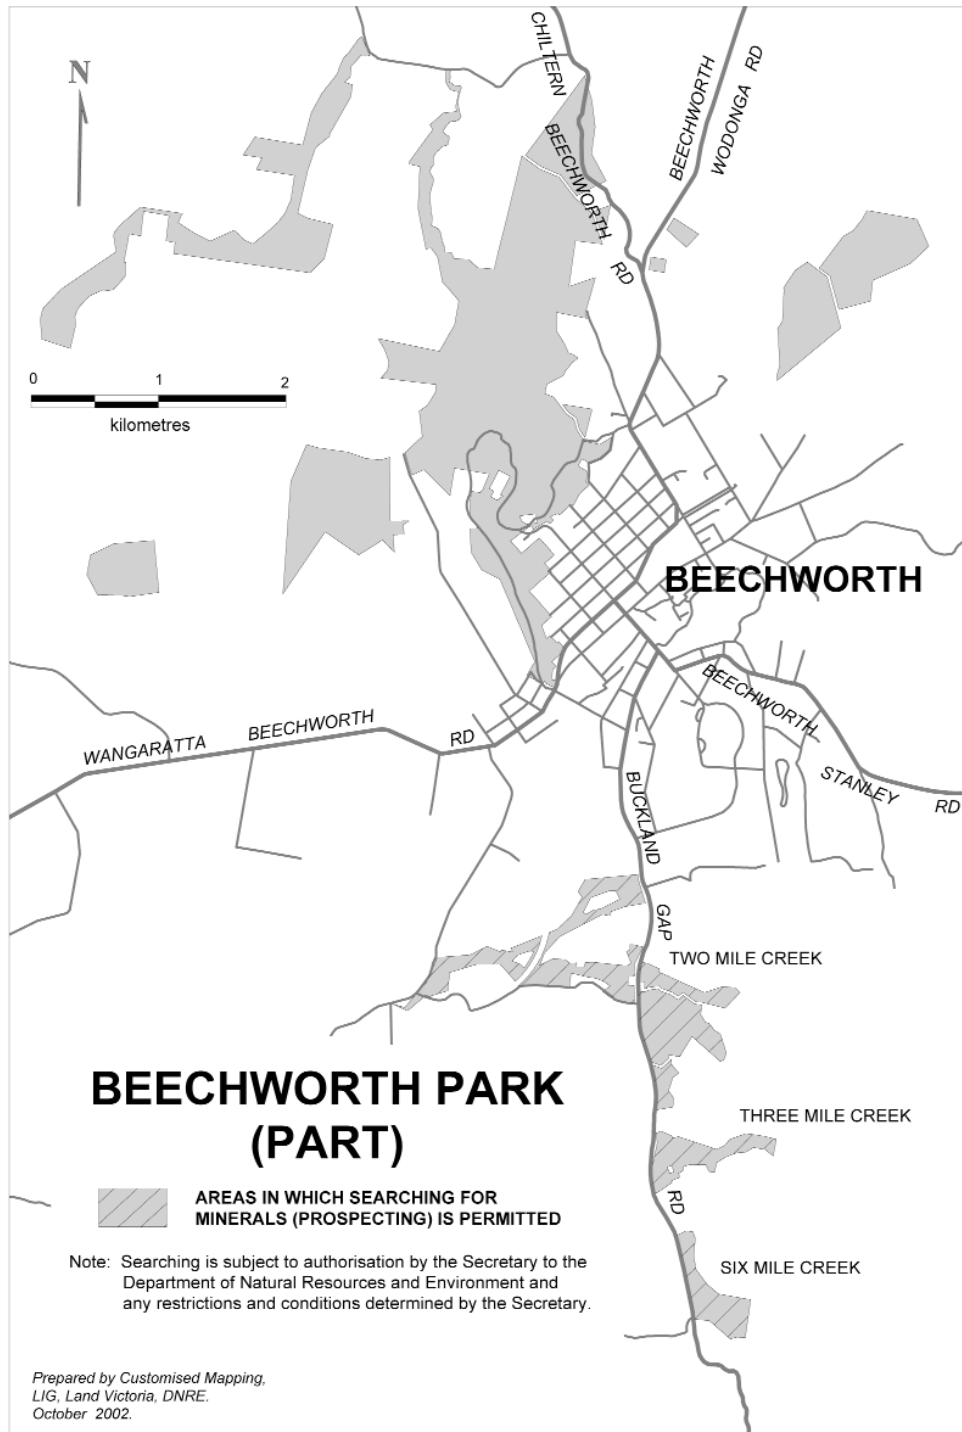 N
CHILTERN
BEECHWORTH
RD
BEECHWORTH
WODONGA RD
0 1 2
kilometres
BEECHWORTH
BEECHWORTH
STANLEY
RD
WANGARATTA BEECHWORTH RD
BUCKLAND
GAP
RD
TWO MILE CREEK
THREE MILE CREEK
SIX MILE CREEK
BEECHWORTH PARK
(PART)
AREAS IN WHICH SEARCHING FOR
MINERALS (PROSPECTING) IS PERMITTED
Note: Searching is subject to authorisation by the Secretary to the
Department of Natural Resources and Environment and
any restrictions and conditions determined by the Secretary.
Prepared by Customised Mapping,
LIG, Land Victoria, DNRE.
October 2002.